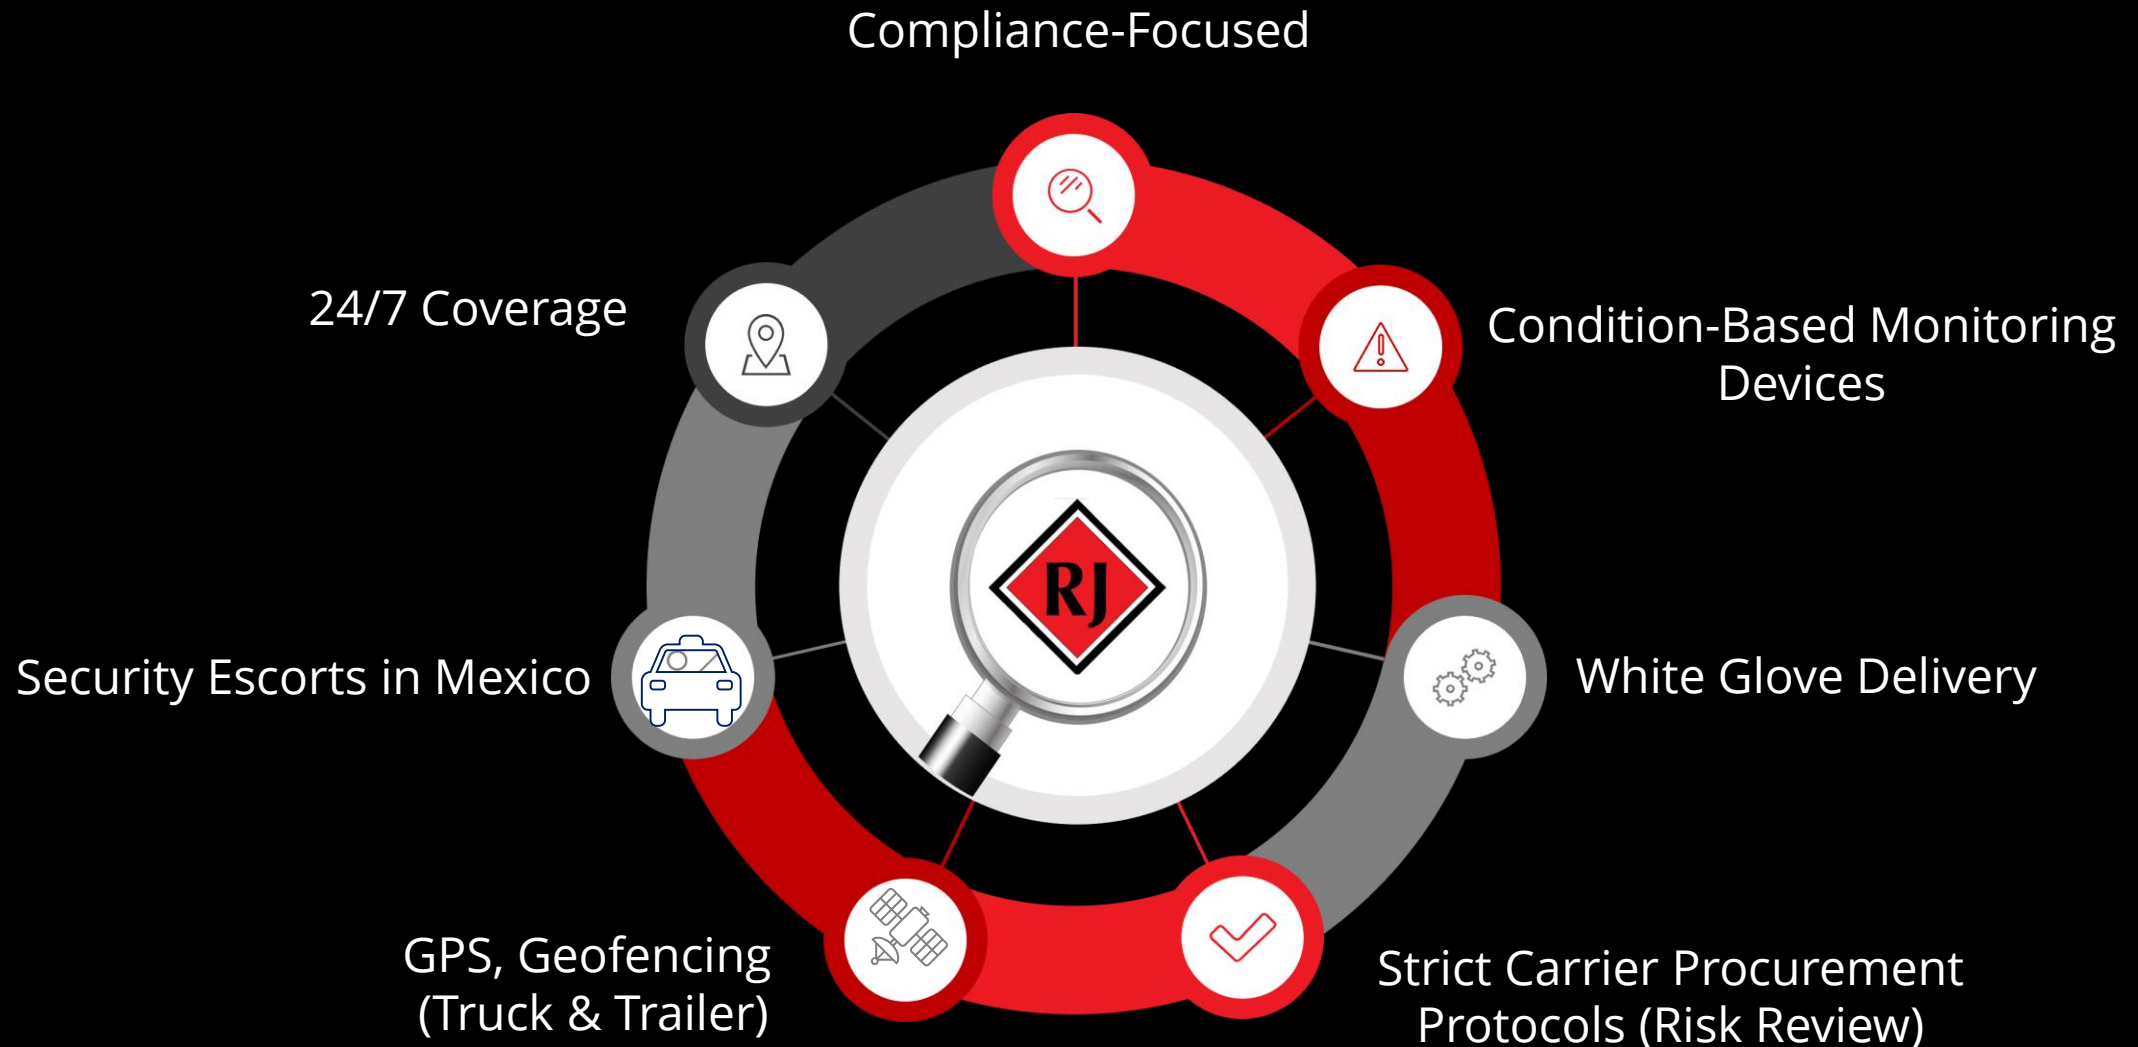 Compliance-Focused
24/7 Coverage
Condition-Based Monitoring
Devices
RJ
Security Escorts in Mexico
White Glove Delivery
GPS, Geofencing
(Truck & Trailer)
Strict Carrier Procurement
Protocols (Risk Review)